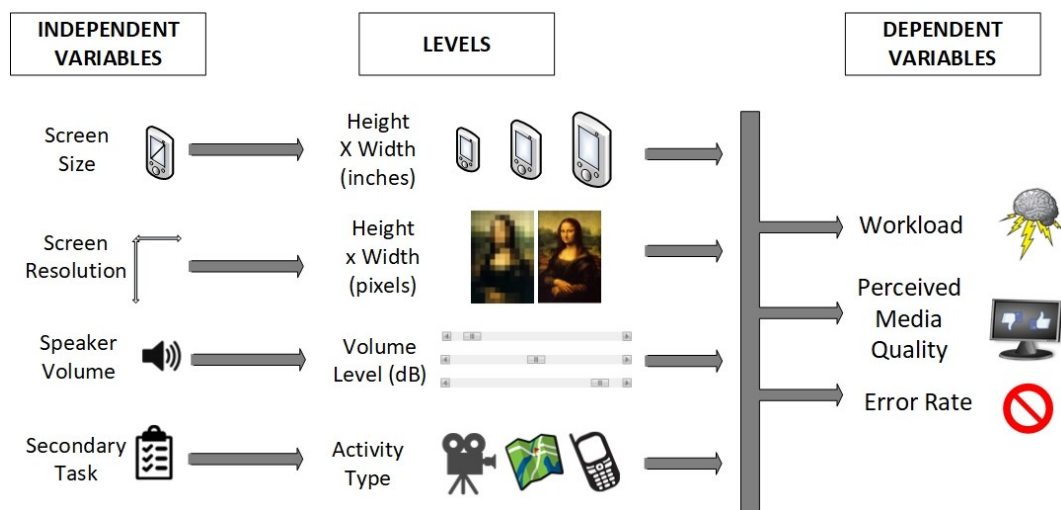 INDEPENDENT
VARIABLES
LEVELS
DEPENDENT
VARIABLES
Screen
Size
Height
X Width
(inches)
Screen
Resolution
Height
x Width
(pixels)
Speaker
Volume
Volume
Level (dB)
Secondary
Task
Activity
Type
Workload
Perceived
Media
Quality
Error Rate